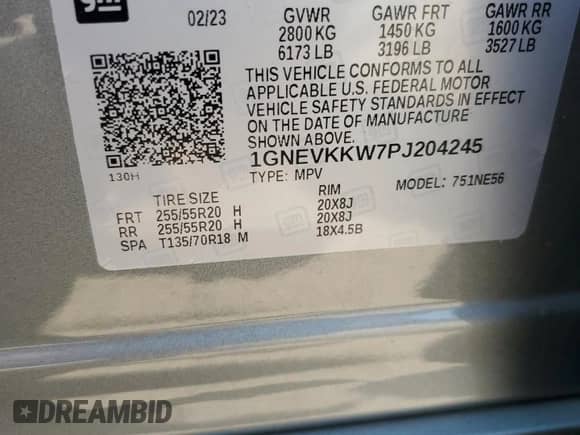 gm
02/23 GVWR GAWR FRT GAWR RR
2800 KG 1450 KG 1600 KG
6173 LB 3196 LB 3527 LB
THIS VEHICLE CONFORMS TO ALL
APPLICABLE U.S. FEDERAL MOTOR
VEHICLE SAFETY STANDARDS IN EFFECT
ON THE DATE OF MANUFACTURE
SHOWN ABOVE.
130H
1GNEVKKW7PJ204245
TYPE: MPV MODEL: 751NE56
TIRE SIZE RIM
FRT 255/55R20 H 20X8J
RR 255/55R20 H 20X8J
SPA T135/70R18 M 18X4.5B
DREAMBID